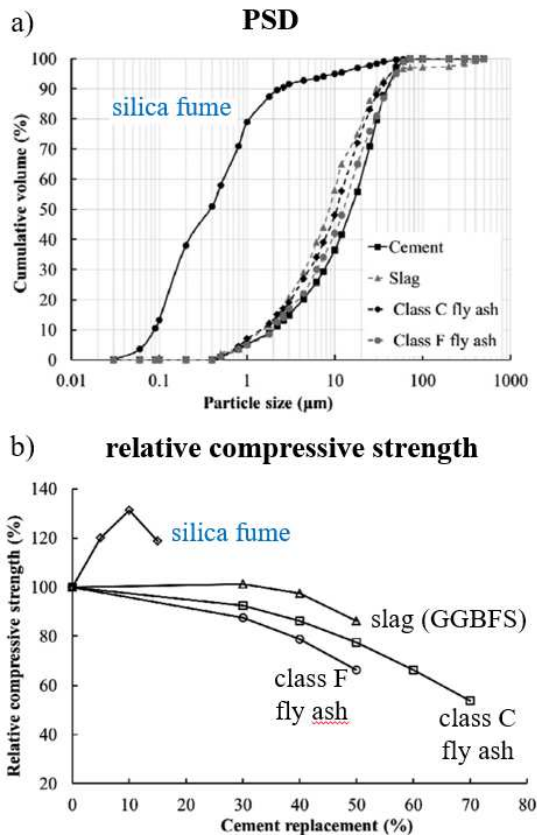 a) PSD
100
90
80
70
60
50
40
30
20
10
0
Cumulative volume (%)
silica fume
Cement
Slag
Class C fly ash
Class F fly ash
0.01 0.1 1 10 100 1000
Particle size (µm)
b) relative compressive strength
140
120
100
80
60
40
20
Relative compressive strength (%)
silica fume
slag (GGBFS)
class F
fly ash
class C
fly ash
0 10 20 30 40 50 60 70 80
Cement replacement (%)